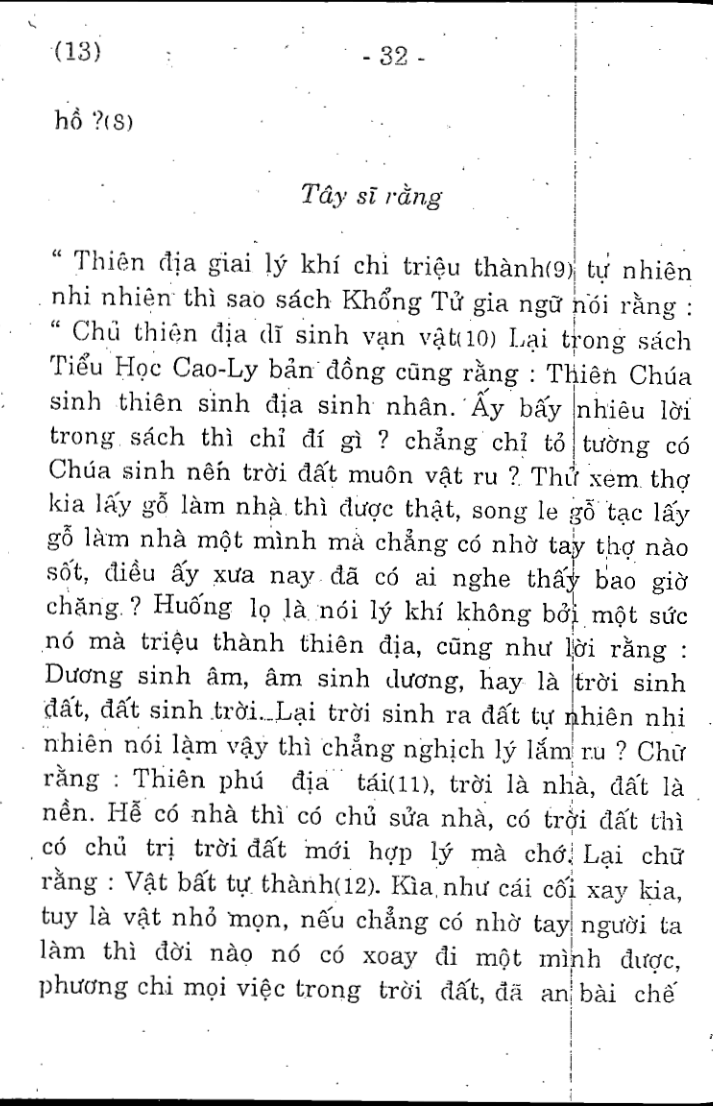 (13)
- 32 -
hồ ?(8)
Tây sĩ rằng
“ Thiên địa giai lý khí chi triệu thành(9) tự nhiên
nhi nhiên thì sao sách Khổng Tử gia ngữ nói rằng :
“ Chủ thiên địa dĩ sinh vạn vật(10) Lại trong sách
Tiểu Học Cao-Ly bản đồng cũng rằng : Thiên Chúa
sinh thiên sinh địa sinh nhân. Ấy bấy nhiêu lời
trong sách thì chỉ đí gì ? chẳng chỉ tỏ tường có
Chúa sinh nên trời đất muôn vật ru ? Thử xem thợ
kia lấy gỗ làm nhà thì được thật, song le gỗ tạc lấy
gỗ làm nhà một mình mà chẳng có nhờ tay thợ nào
sốt, điều ấy xưa nay đã có ai nghe thấy bao giờ
chăng ? Huống lọ là nói lý khí không bởi một sức
nó mà triệu thành thiên địa, cũng như lời rằng :
Dương sinh âm, âm sinh dương, hay là trời sinh
đất, đất sinh trời. Lại trời sinh ra đất tự nhiên nhi
nhiên nói làm vậy thì chẳng nghịch lý lắm ru ? Chữ
rằng : Thiên phú địa tái(11), trời là nhà, đất là
nền. Hễ có nhà thì có chủ sửa nhà, có trời đất thì
có chủ trị trời đất mới hợp lý mà chớ. Lại chữ
rằng : Vật bất tự thành(12). Kìa như cái cối xay kia,
tuy là vật nhỏ mọn, nếu chẳng có nhờ tay người ta
làm thì đời nào nó có xoay đi một mình được,
phương chi mọi việc trong trời đất, đã an bài chế